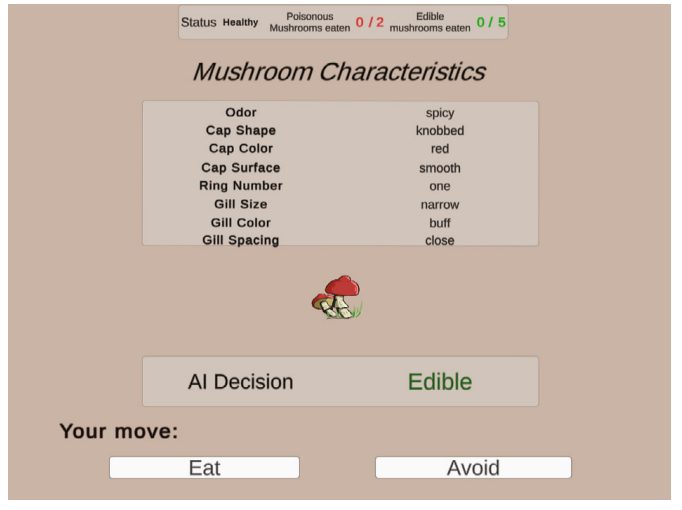 Status Healthy Poisonous Mushrooms eaten 0 / 2 Edible mushrooms eaten 0 / 5
Mushroom Characteristics
Odor spicy
Cap Shape knobbed
Cap Color red
Cap Surface smooth
Ring Number one
Gill Size narrow
Gill Color buff
Gill Spacing close
AI Decision Edible
Your move:
Eat Avoid